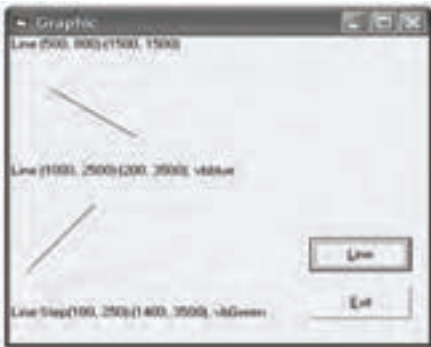 Graphic
Line (500, 800)-(1500, 1500)
Line (1000, 2500)-(200, 3500), vbblue
Line
Line Step(100, 250)-(1400, 3500), vbGreen
Exit